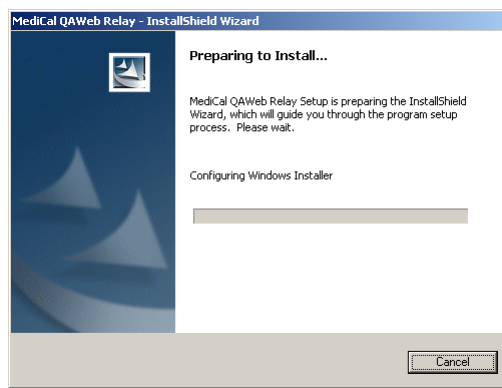 MediCal QAWeb Relay - InstallShield Wizard
Preparing to Install...
MediCal QAWeb Relay Setup is preparing the InstallShield
Wizard, which will guide you through the program setup
process. Please wait.
Configuring Windows Installer
Cancel